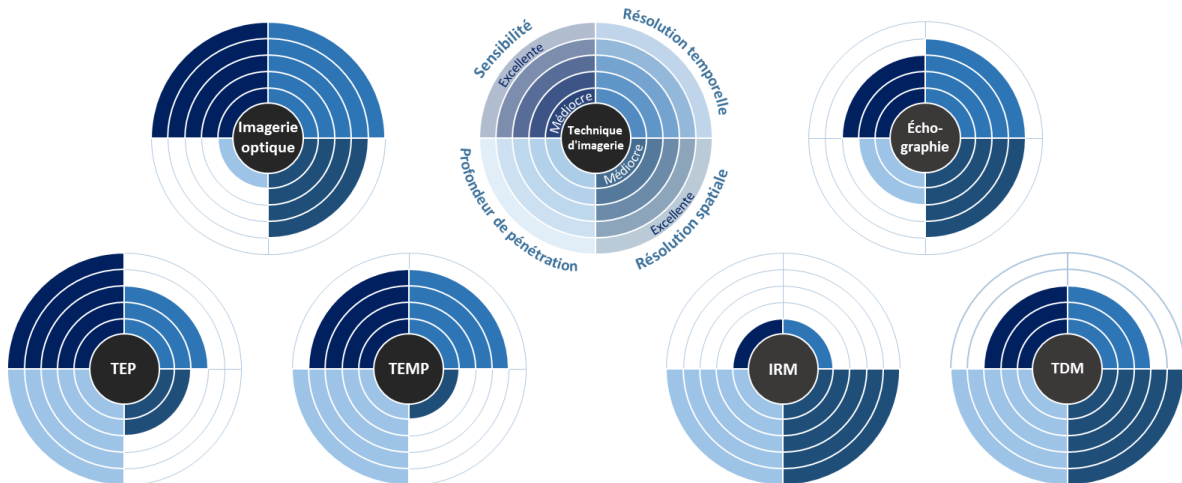 Imagerie
optique
Sensibilité
Résolution temporelle
Excellente
Médiocre
Technique
d'imagerie
Médiocre
Excellente
Profondeur de pénétration
Résolution spatiale
Écho-
graphie
TEP
TEMP
IRM
TDM